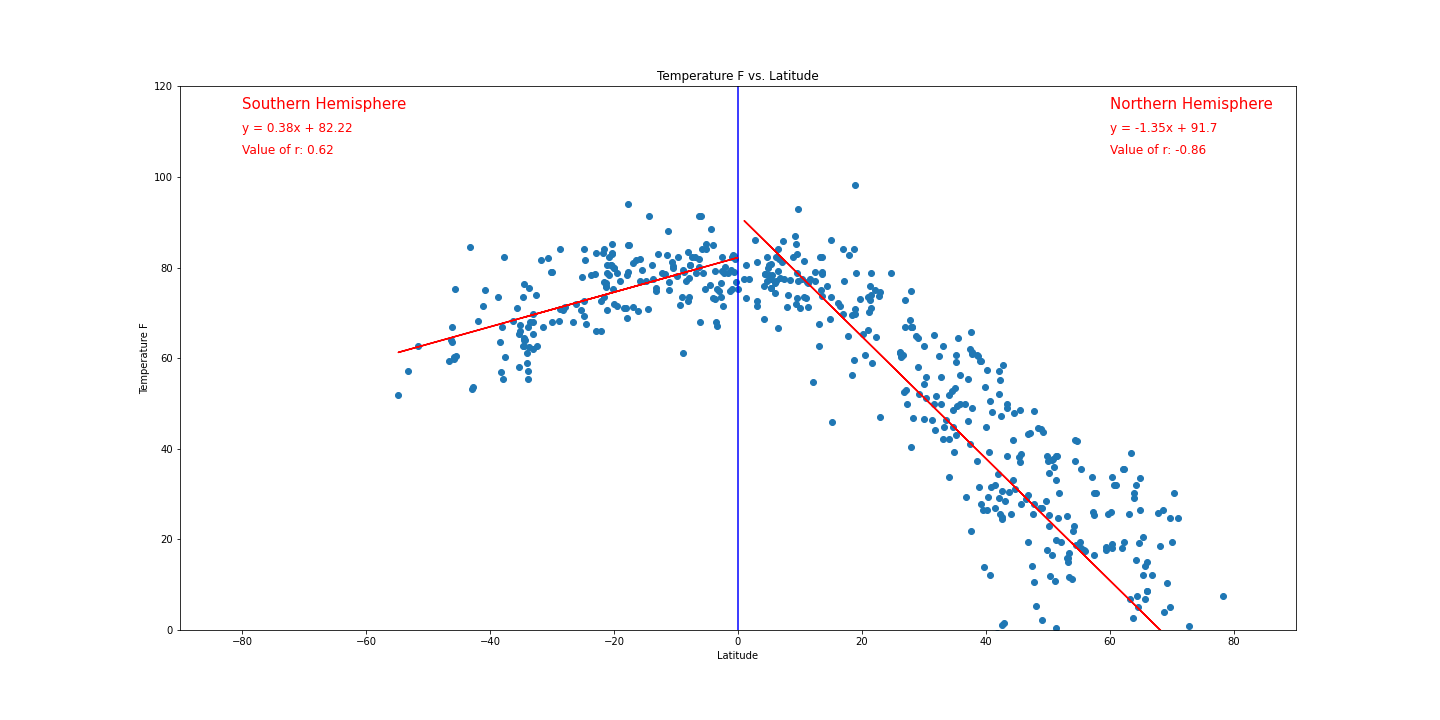 Temperature F vs. Latitude
Southern Hemisphere
y = 0.38x + 82.22
Value of r: 0.62
Northern Hemisphere
y = -1.35x + 91.7
Value of r: -0.86
Temperature F
120
100
80
60
40
20
0
−80
−60
−40
−20
0
20
40
60
80
Latitude